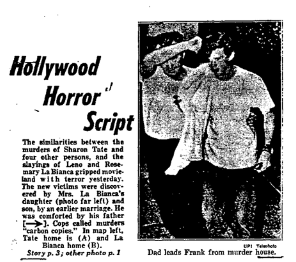 Hollywood
Horror
Script
The similarities between the
murders of Sharon Tate and
four other persons, and the
slayings of Leno and Rose-
mary La Bianca gripped movie-
land with terror yesterday.
The new victims were discov-
ered by Mrs. La Bianca's
daughter (photo far left) and
son, by an earlier marriage. He
was comforted by his father
[→]. Cops called murders
"carbon copies." In map left,
Tate home is (A) and La
Bianca home (B).
Story p. 3; other photo p. 1
UPI Telephoto
Dad leads Frank from murder house.